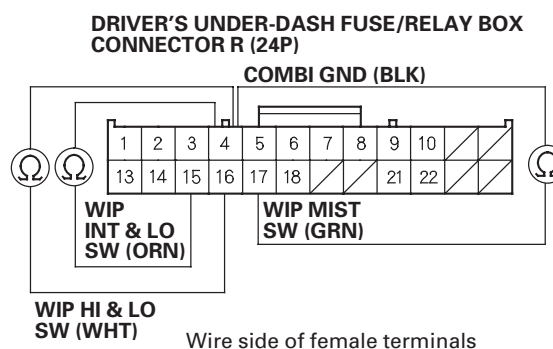 DRIVER'S UNDER-DASH FUSE/RELAY BOX
CONNECTOR R (24P)
COMBI GND (BLK)
1 2 3 4 5 6 7 8 9 10
Ω Ω Ω
13 14 15 16 17 18 21 22
WIP
INT & LO
SW (ORN)
WIP MIST
SW (GRN)
WIP HI & LO
SW (WHT)
Wire side of female terminals